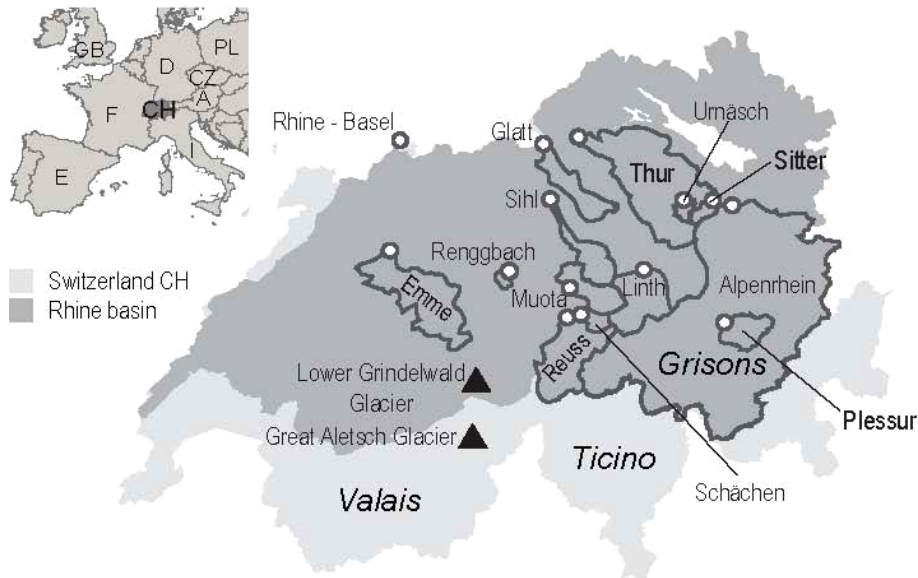 GB
PL
D
CZ
A
F
CH
I
E
Rhine - Basel
Glatt
Urnäsch
Thur
Sitter
Sihl
Renggbach
Switzerland CH
Rhine basin
Emme
Muota
Linth
Alpenrhein
Reuss
Grisons
Lower Grindelwald
Glacier
Great Aletsch Glacier
Plessur
Ticino
Valais
Schächen